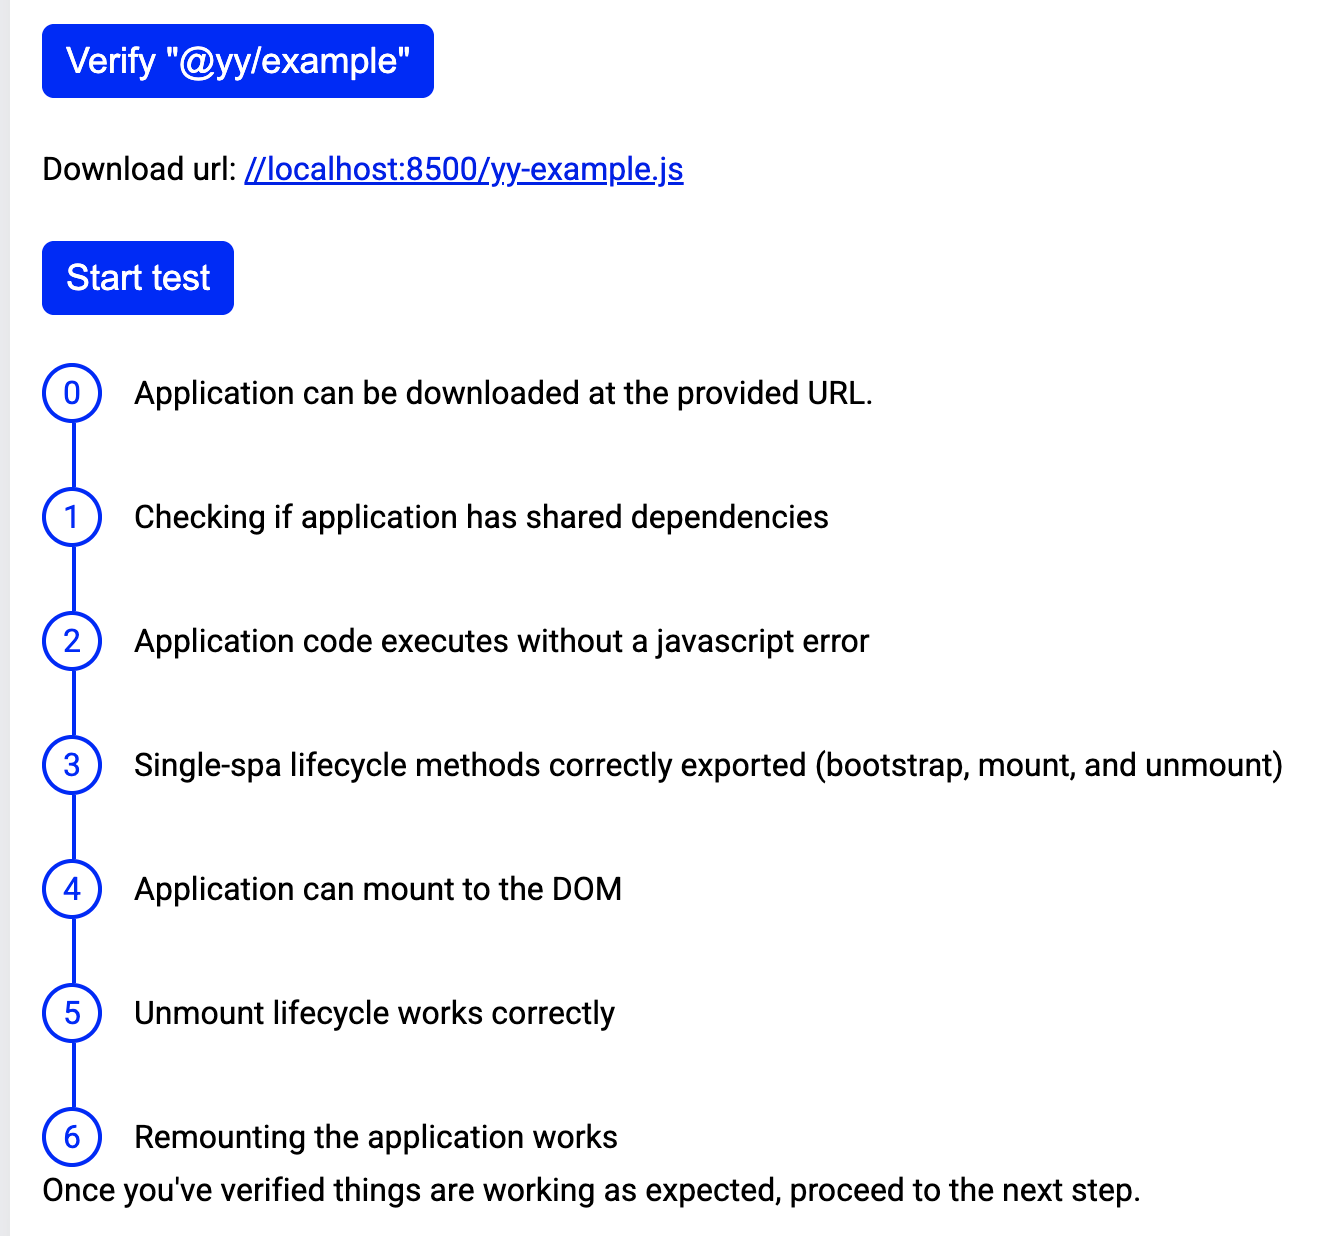 Verify "@yy/example"
Download url: //localhost:8500/yy-example.js
Start test
0 Application can be downloaded at the provided URL.
1 Checking if application has shared dependencies
2 Application code executes without a javascript error
3 Single-spa lifecycle methods correctly exported (bootstrap, mount, and unmount)
4 Application can mount to the DOM
5 Unmount lifecycle works correctly
6 Remounting the application works
Once you've verified things are working as expected, proceed to the next step.